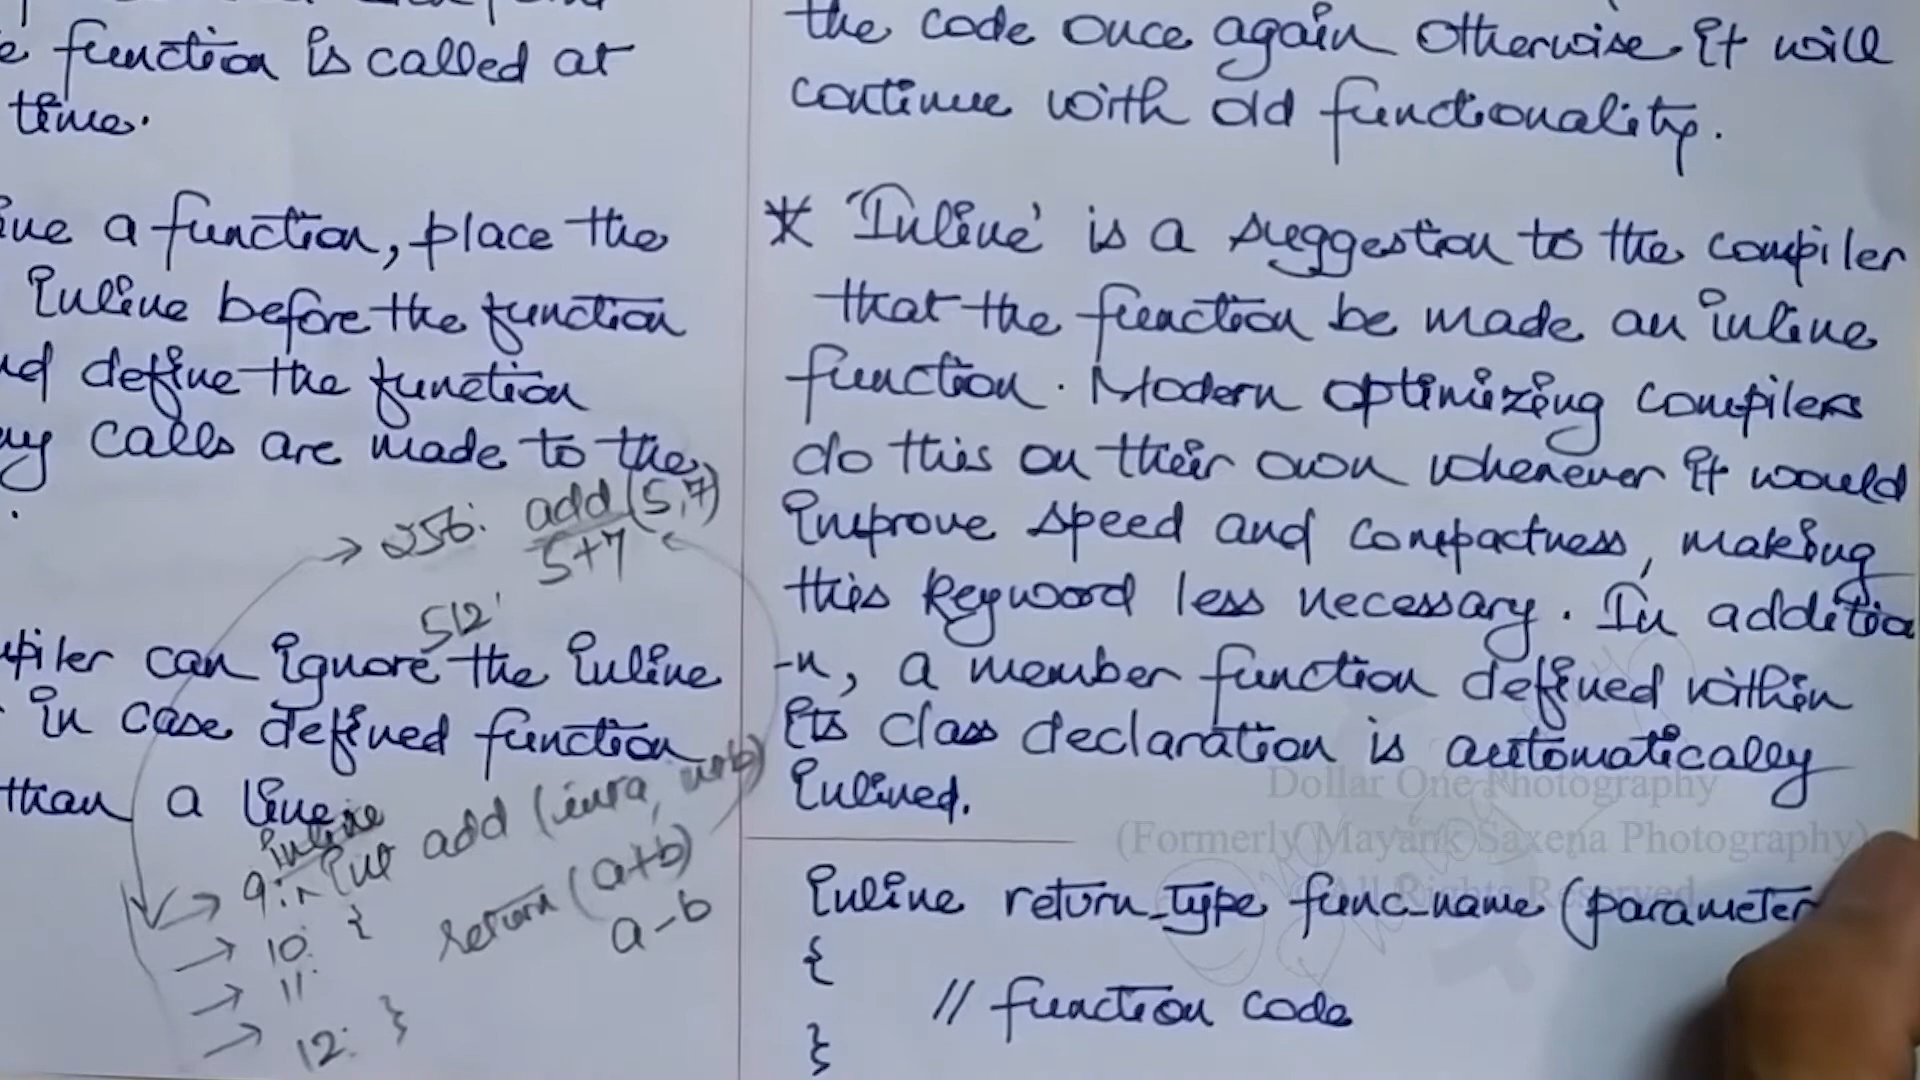 function is called at
time.
a function, place the
Inline before the function
define the function
calls are made to the
256: add (5,7)
5+7
512:
can ignore the Inline
in case defined function
than a line.
inline
9: int add (int a, int b)
10: {
return (a+b)
a-b
11:
12: }
the code once again otherwise it will
continue with old functionality.
* 'Inline' is a suggestion to the compiler
that the function be made an inline
function. Modern optimizing compilers
do this on their own whenever it would
Improve speed and compactness, making
this keyword less necessary. In additio
-n, a member function defined within
its class declaration is automatically
Inlined.
Dollar One Photography
(Formerly Mayank Saxena Photography)
All Rights Reserved
Inline return_type func_name (parameter
{
// function code
}